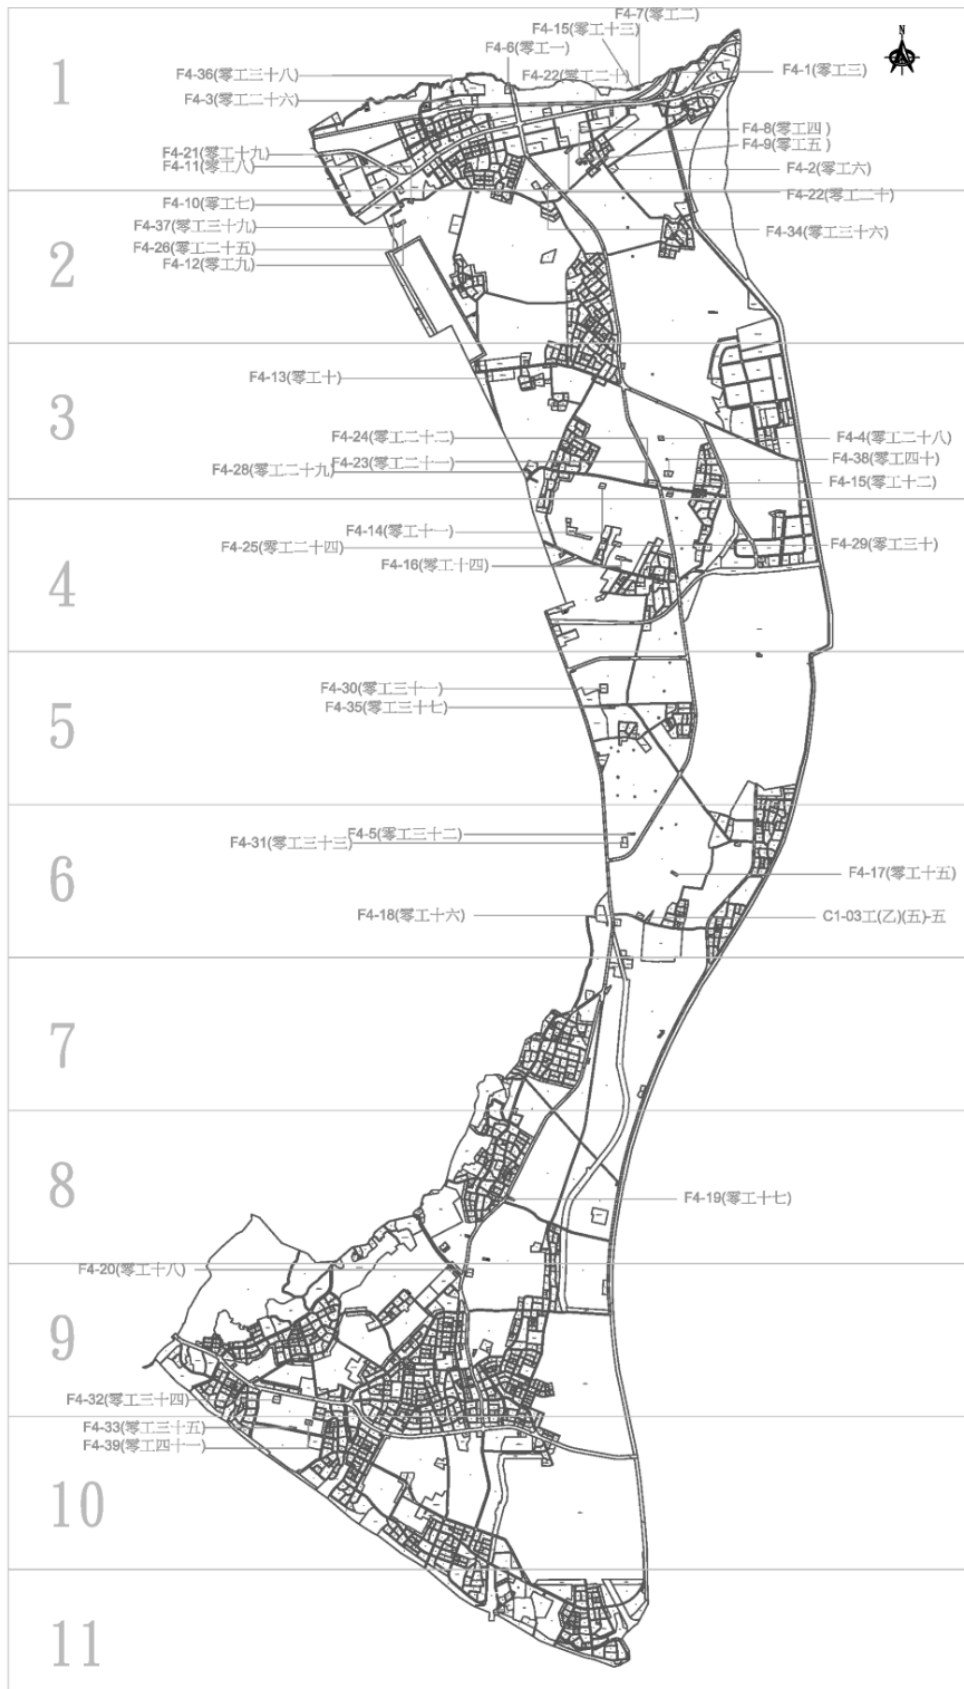 F4-7(零工二)
F4-15(零工十三)
F4-6(零工一)
N
1
F4-36(零工三十八)
F4-22(零工二十)
F4-1(零工三)
F4-3(零工二十六)
F4-8(零工四)
F4-9(零工五)
F4-21(零工十九)
F4-11(零工八)
F4-2(零工六)
F4-22(零工二十)
F4-10(零工七)
F4-37(零工三十九)
F4-34(零工三十六)
2
F4-26(零工二十五)
F4-12(零工九)
F4-13(零工十)
3
F4-24(零工二十二)
F4-4(零工二十八)
F4-23(零工二十一)
F4-38(零工四十)
F4-28(零工二十九)
F4-15(零工十二)
F4-14(零工十一)
F4-25(零工二十四)
F4-29(零工三十)
F4-16(零工十四)
4
F4-30(零工三十一)
F4-35(零工三十七)
5
F4-5(零工三十二)
F4-31(零工三十三)
6
F4-17(零工十五)
F4-18(零工十六)
C1-03工(乙)(五)-五
7
8
F4-19(零工十七)
F4-20(零工十八)
9
F4-32(零工三十四)
F4-33(零工三十五)
F4-39(零工四十一)
10
11